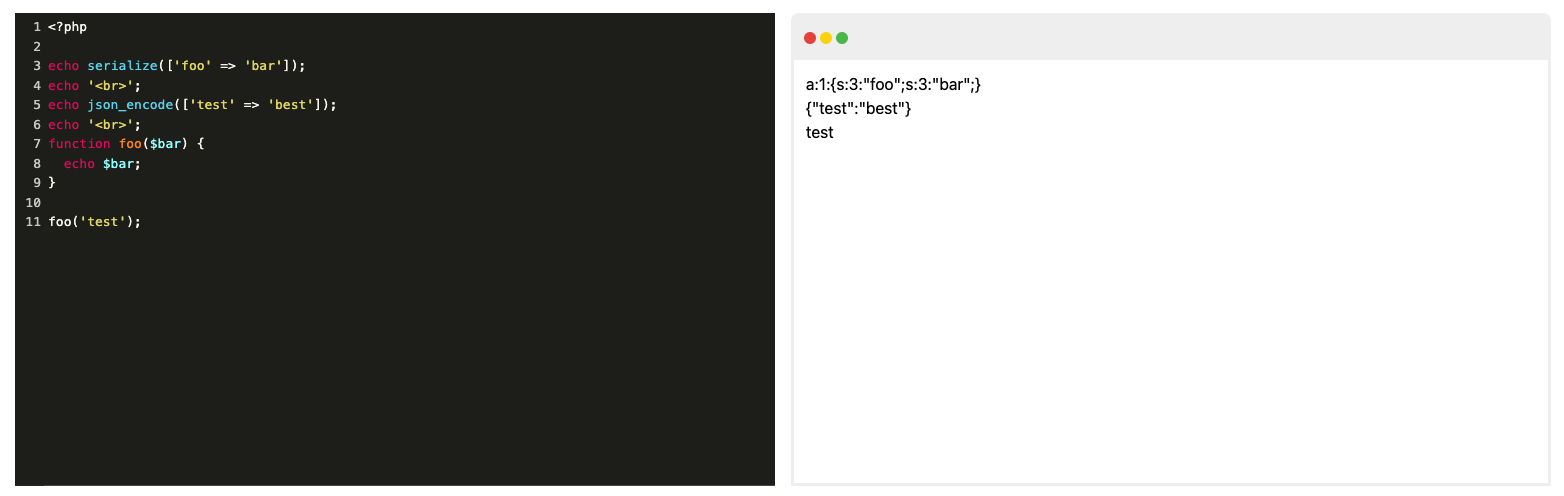 1 <?php
2
3 echo serialize(['foo' => 'bar']);
4 echo '<br>';
5 echo json_encode(['test' => 'best']);
6 echo '<br>';
7 function foo($bar) {
8   echo $bar;
9 }
10
11 foo('test');
a:1:{s:3:"foo";s:3:"bar";}
{"test":"best"}
test